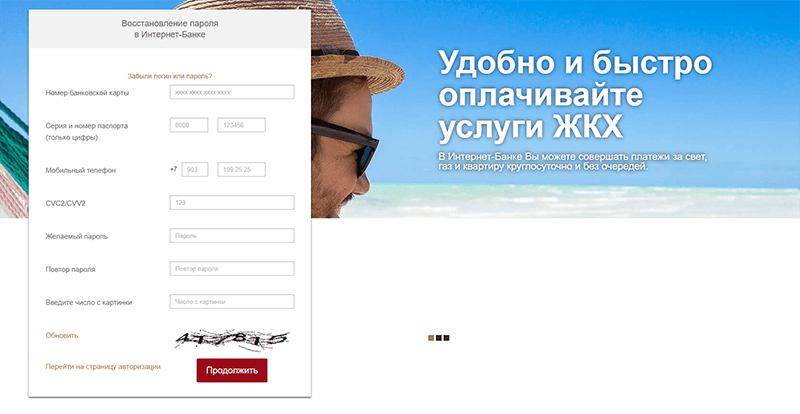 Восстановление пароля
в Интернет-Банке
Забыли логин или пароль?
Номер банковской карты
xxxx xxxx xxxx xxxx
Серия и номер паспорта
(только цифры)
8000 123456
Мобильный телефон
+7 903 199 25 25
CVC2/CVV2
123
Желаемый пароль
Пароль
Повтор пароля
Повтор пароля
Введите число с картинки
Число с картинки
Обновить
Перейти на страницу авторизации
Продолжить
Удобно и быстро
оплачивайте
услуги ЖКХ
В Интернет-Банке Вы можете совершать платежи за свет,
газ и квартиру круглосуточно и без очередей.